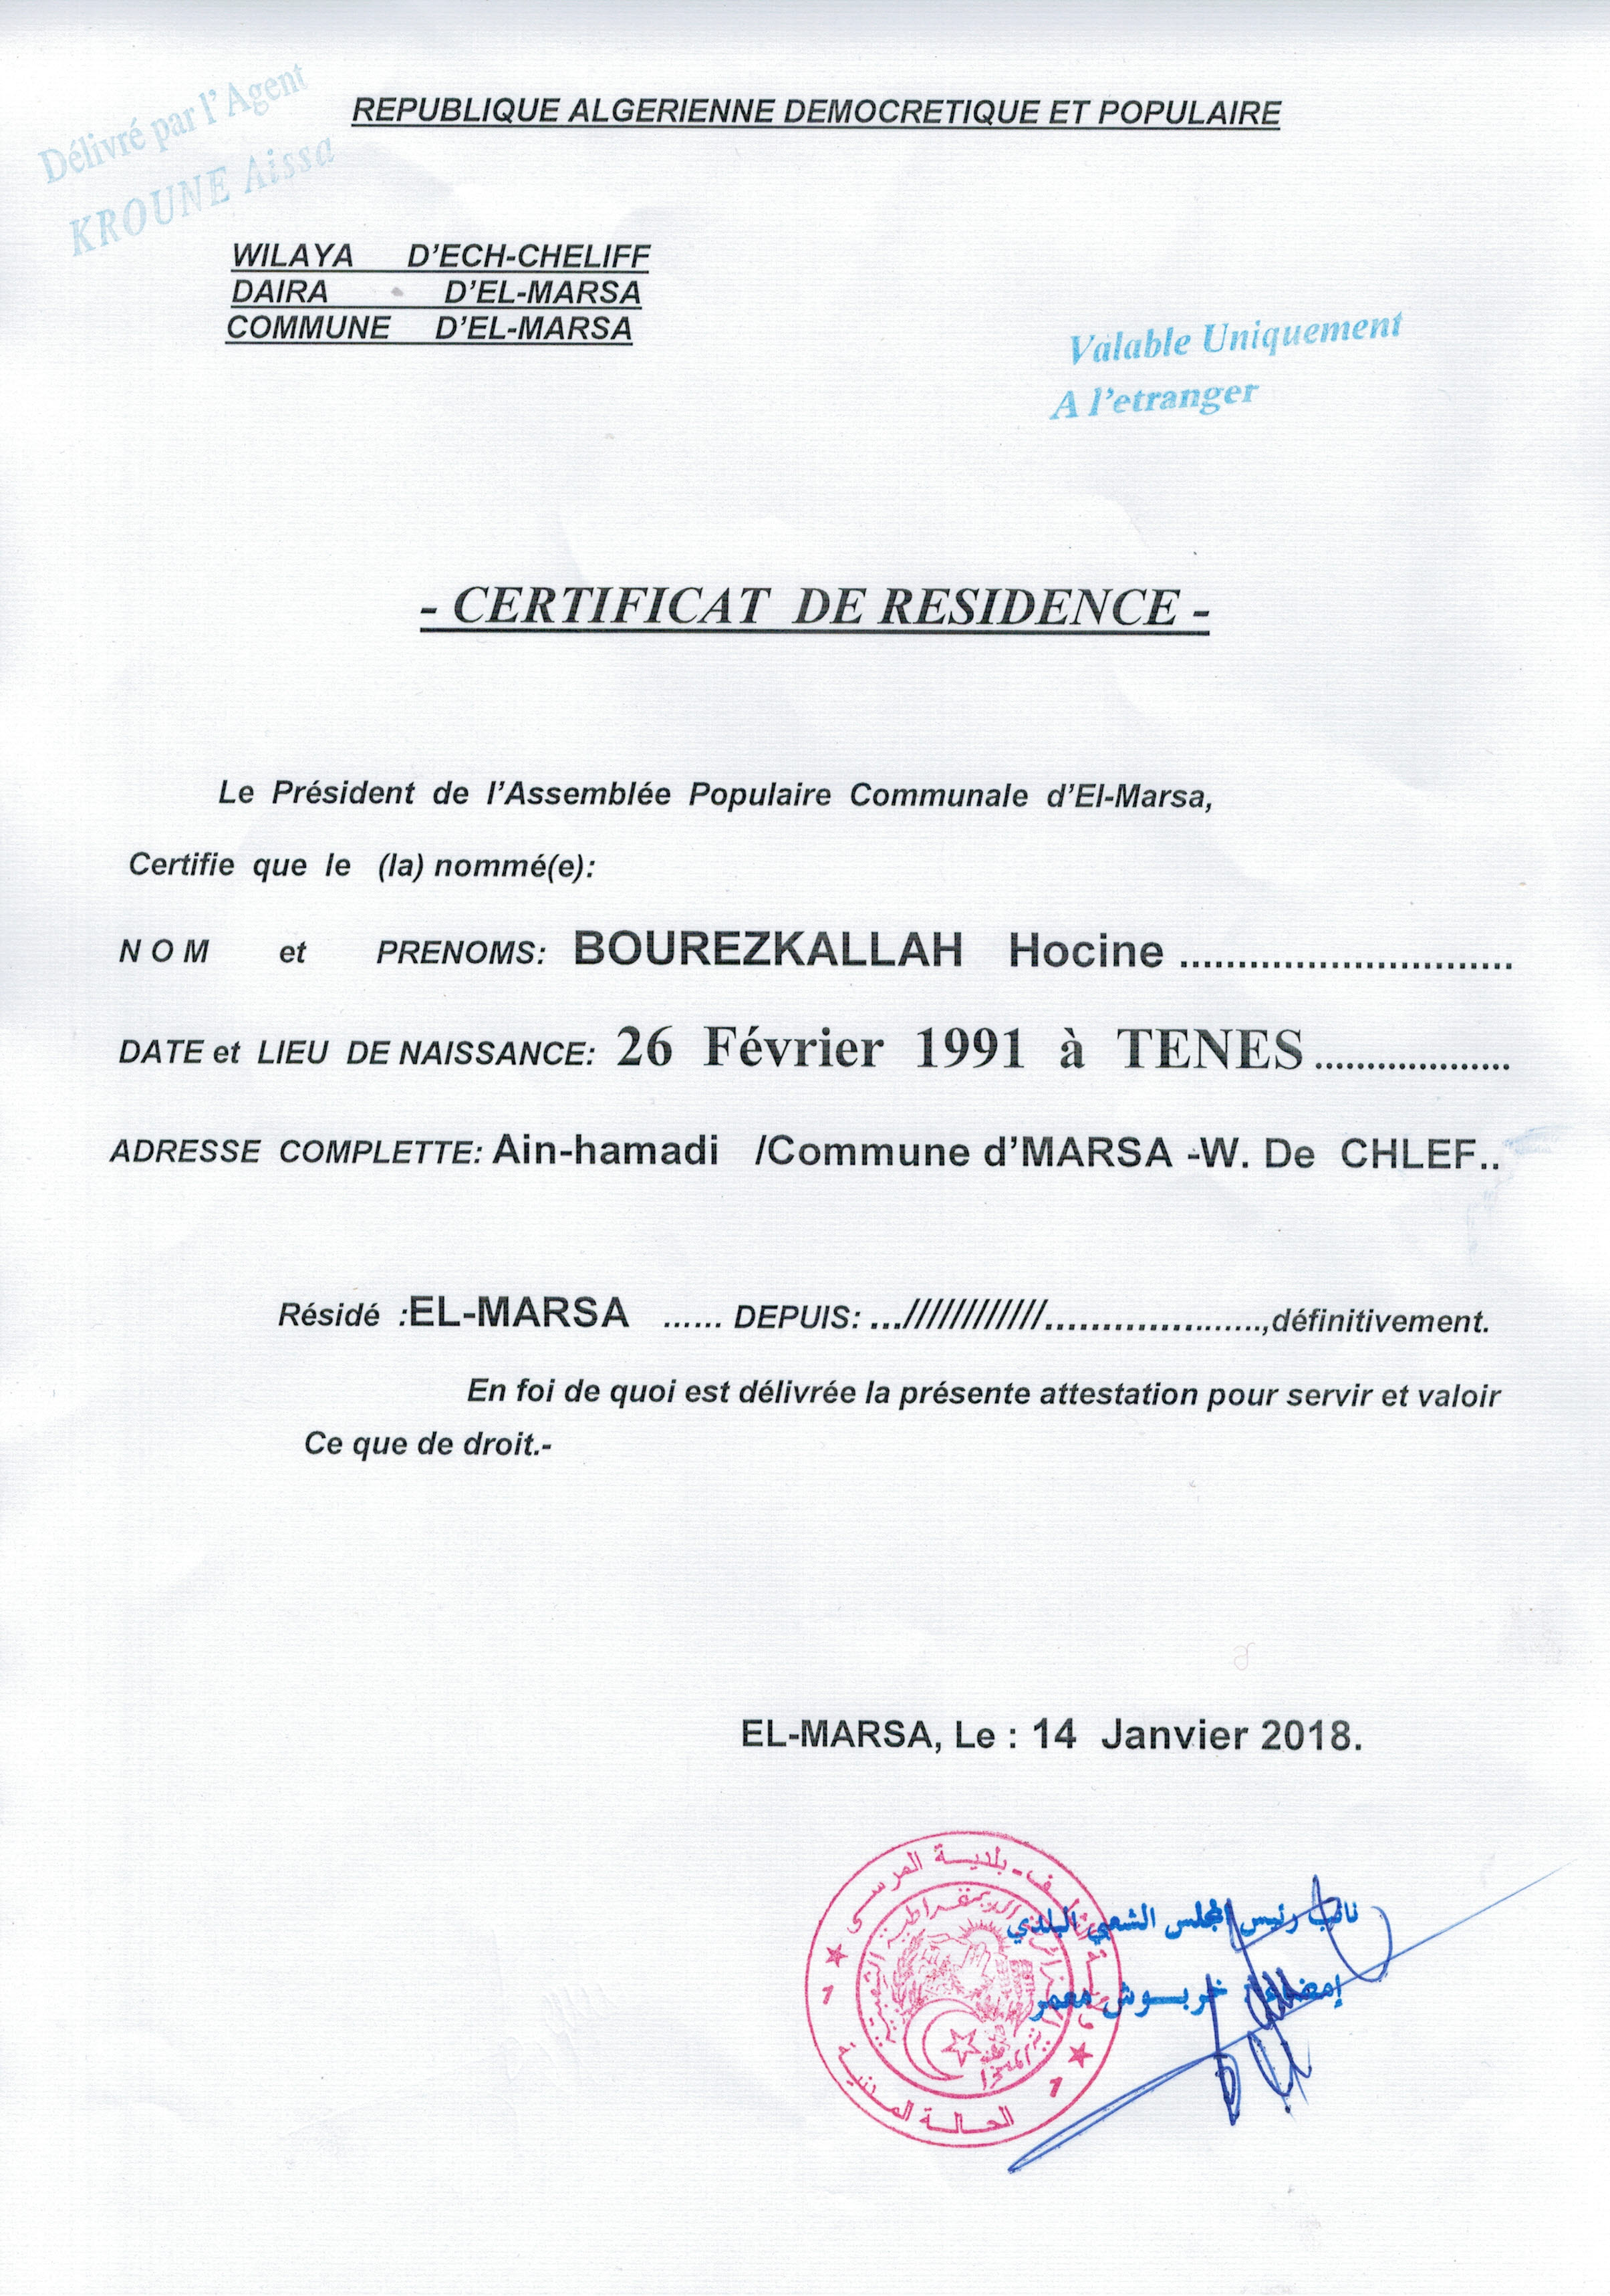 Délivré par l'Agent
KROUNE Aissa
REPUBLIQUE ALGERIENNE DEMOCRETIQUE ET POPULAIRE
WILAYA D'ECH-CHELIFF
DAIRA D'EL-MARSA
COMMUNE D'EL-MARSA
Valable Uniquement
A l'etranger
- CERTIFICAT DE RESIDENCE -
Le Président de l'Assemblée Populaire Communale d'El-Marsa,
Certifie que le (la) nommé(e):
N O M et PRENOMS: BOUREZKALLAH Hocine .............................
DATE et LIEU DE NAISSANCE: 26 Février 1991 à TENES...................
ADRESSE COMPLETTE: Ain-hamadi /Commune d'MARSA -W. De CHLEF..
Résidé :EL-MARSA ...... DEPUIS: ...////////////......................,définitivement.
En foi de quoi est délivrée la présente attestation pour servir et valoir
Ce que de droit.-
EL-MARSA, Le : 14 Janvier 2018.
بلديـة المرسى
الحالـة المدنية
1
1
نائب رئيس المجلس الشعبي البلدي
خربـوش معمر